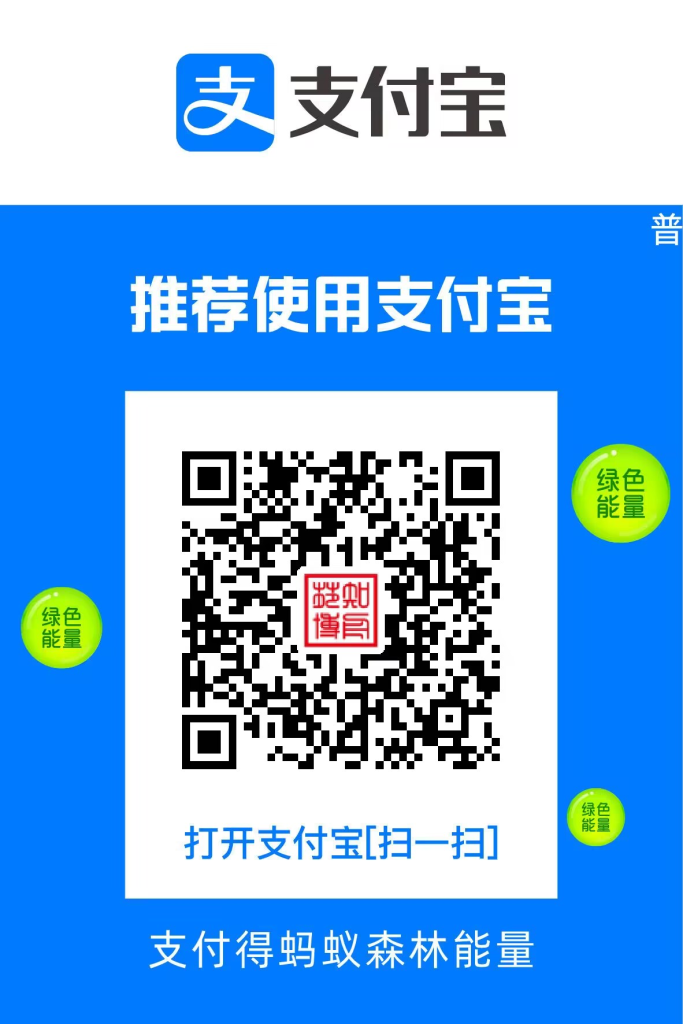 支 支付宝
普
推荐使用支付宝
绿色
能量
绿色
能量
打开支付宝[扫一扫]
绿色
能量
支付得蚂蚁森林能量